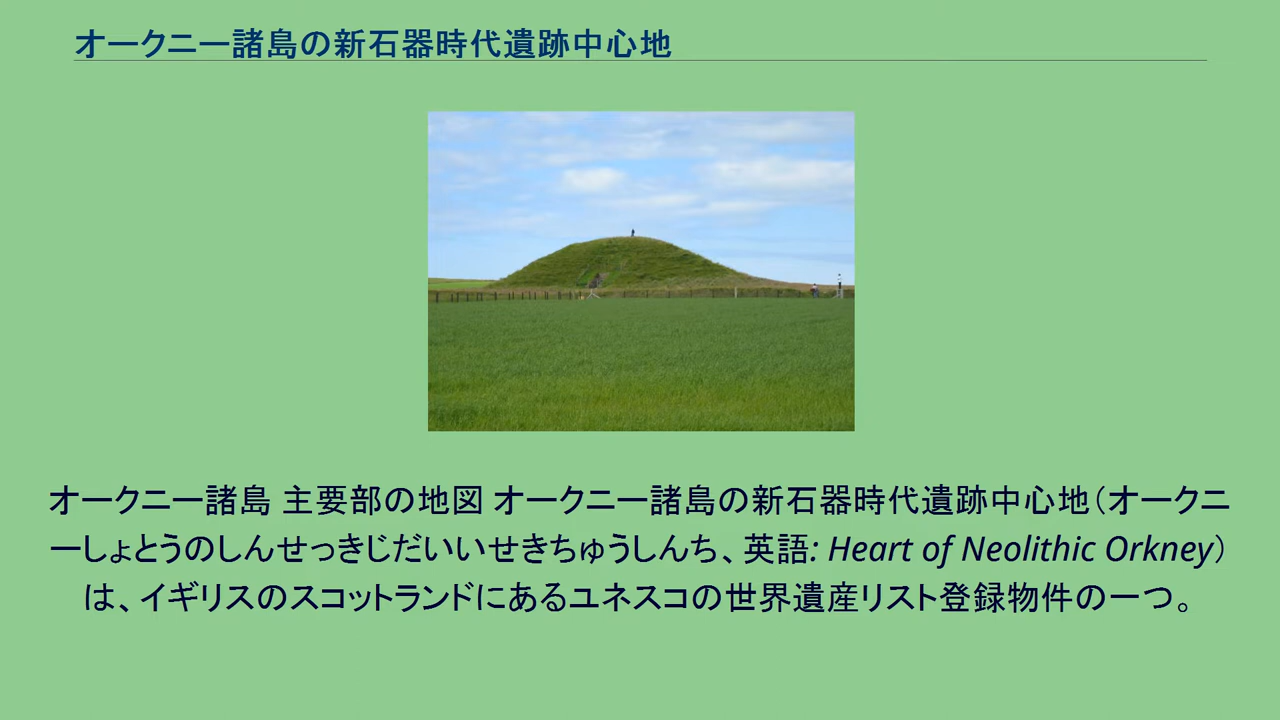 オークニー諸島の新石器時代遺跡中心地
オークニー諸島 主要部の地図 オークニー諸島の新石器時代遺跡中心地（オークニ
ーしょとうのしんせっきじだいいせきちゅうしんち、英語: Heart of Neolithic Orkney）
は、イギリスのスコットランドにあるユネスコの世界遺産リスト登録物件の一つ。